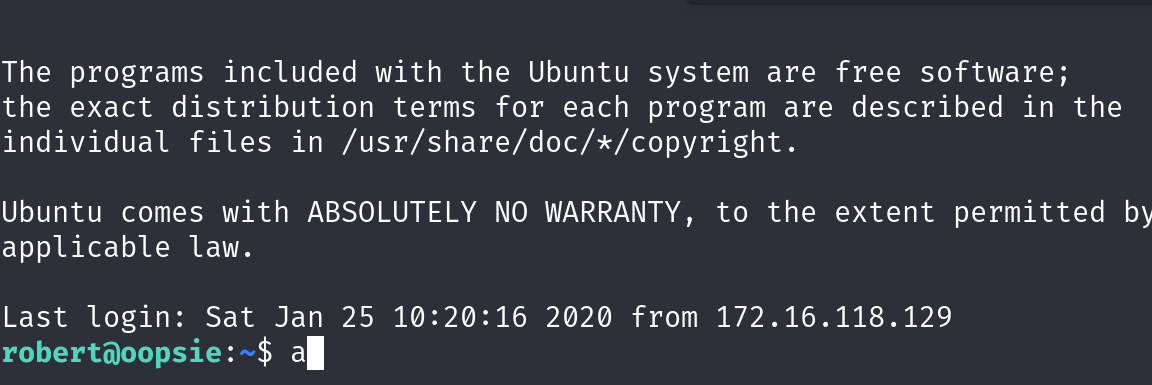 The programs included with the Ubuntu system are free software;
the exact distribution terms for each program are described in the
individual files in /usr/share/doc/*/copyright.
Ubuntu comes with ABSOLUTELY NO WARRANTY, to the extent permitted by
applicable law.
Last login: Sat Jan 25 10:20:16 2020 from 172.16.118.129
robert@oopsie:~$ a